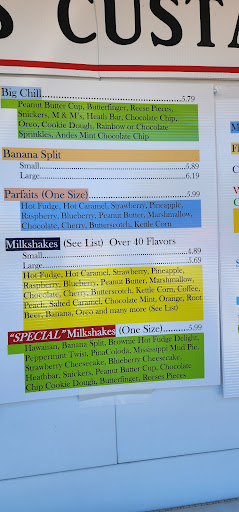 S CUSTA
Big Chill..................................5.79
Peanut Butter Cup, Butterfinger, Reese Pieces,
Snickers, M & M's, Heath Bar, Chocolate Chip,
Oreo, Cookie Dough, Rainbow or Chocolate
Sprinkles, Andes Mint Chocolate Chip
Banana Split
Small..................................5.89
Large..................................6.19
Parfaits (One Size)..................................5.99
Hot Fudge, Hot Caramel, Strawberry, Pineapple,
Raspberry, Blueberry, Peanut Butter, Marshmallow,
Chocolate, Cherry, Butterscotch, Kettle Corn
Milkshakes (See List) Over 40 Flavors
Small..................................4.89
Large..................................5.69
Hot Fudge, Hot Caramel, Strawberry, Pineapple,
Raspberry, Blueberry, Peanut Butter, Marshmallow,
Chocolate, Cherry, Butterscotch, Kettle Corn, Coffee,
Peach, Salted Caramel, Chocolate Mint, Orange, Root
Beer, Banana, Oreo and many more (See List)
"SPECIAL" Milkshakes (One Size)..........5.99
Hawaiian, Banana Split, Brownie Hot Fudge Delight,
Peppermint Twist, PinaColoda, Mississippi Mud Pie,
Strawberry Cheesecake, Blueberry Cheesecake,
Heathbar, Snickers, Peanut Butter Cup, Chocolate
Chip Cookie Dough, Butterfinger, Reeses Pieces